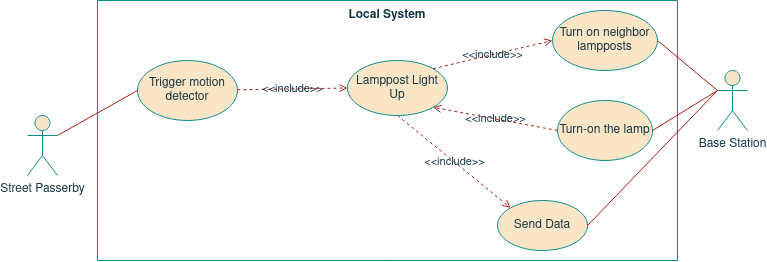 Local System
Turn on neighbor
lampposts
<<include>>
Trigger motion
detector
<<include>>
Lamppost Light
Up
<<include>>
Turn-on the lamp
Base Station
<<include>>
Street Passerby
Send Data